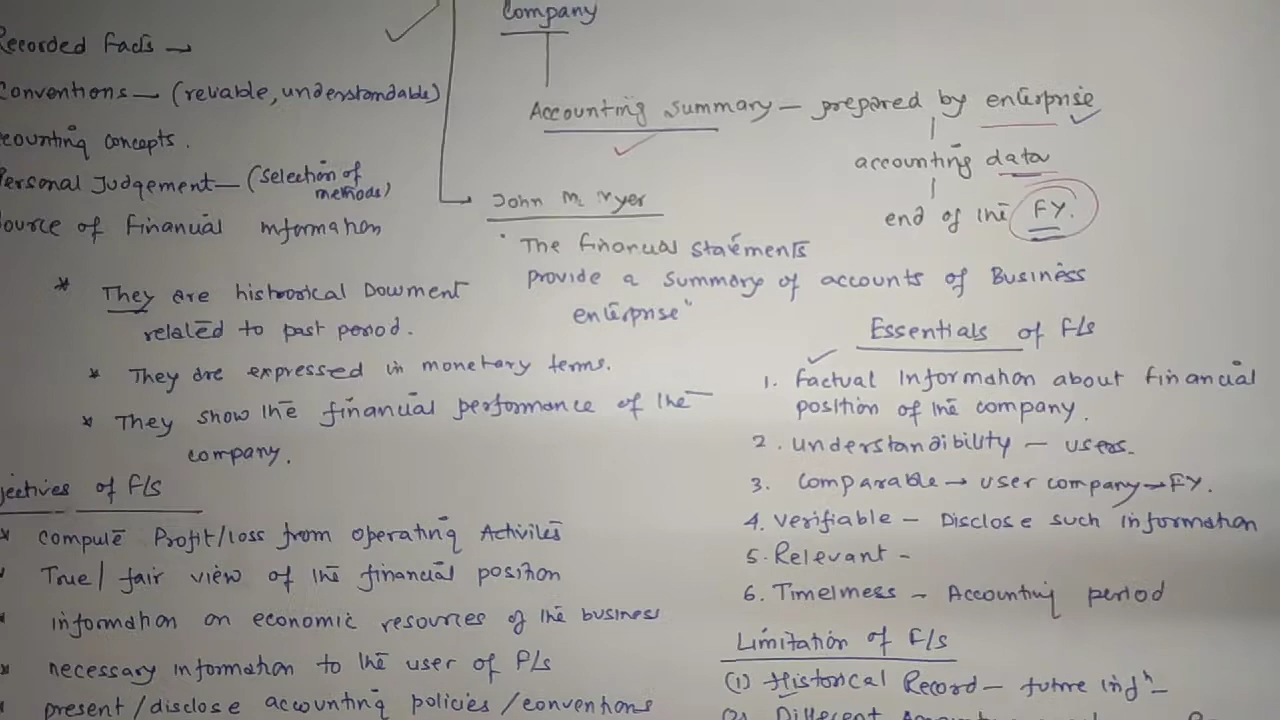 Company
Recorded facts →
Conventions — (reliable, understandable)
Accounting summary — prepared by enterprise
counting concepts.
accounting data
Personal Judgement — (selection of methods)
John M. Myer
end of the FY.
Source of financial information
"The financial statements
provide a summary of accounts of Business
enterprise"
* They are historical Document
related to past period.
* They are expressed in monetary terms.
* They show the financial performance of the
company.
Essentials of F/s
1. Factual Information about financial
position of the company.
2. Understandibility — users.
3. Comparable → user company → FY.
4. Verifiable — Disclose such information
5. Relevant -
6. Timelmess - Accounting period
Limitation of F/s
(1) Historical Record — future infⁿ —
jectives of F/s
* compute Profit/loss from operating Activities
True / fair view of the financial position
* information on economic resources of the business
* necessary information to the user of F/s
* present / disclose accounting policies / conventions